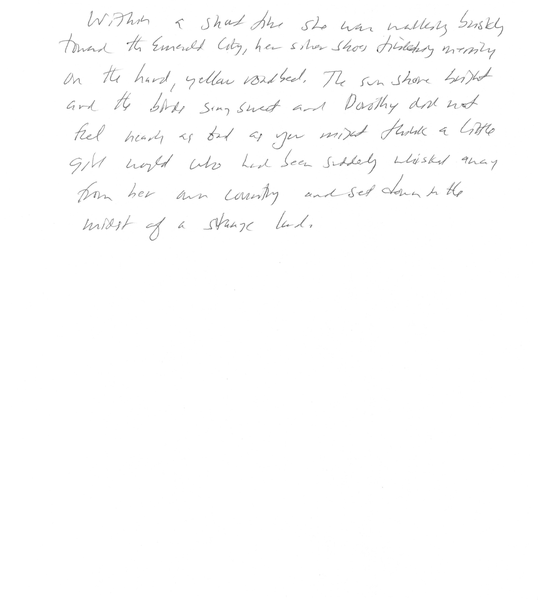 Within a short time she was walking briskly
toward the Emerald City, her silver shoes tinkling merrily
on the hard, yellow roadbed. The sun shone bright
and the birds sang sweet and Dorothy did not
feel nearly as bad as you might think a little
girl would who had been suddenly whisked away
from her own country and set down in the
midst of a strange land.